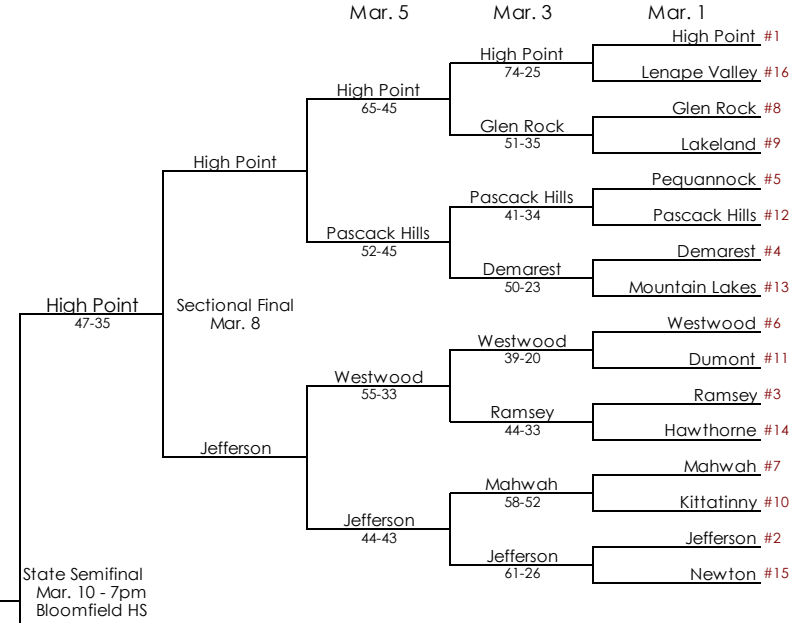 Mar. 5 Mar. 3 Mar. 1
High Point #1
High Point
74-25
Lenape Valley #16
High Point
65-45
Glen Rock #8
Glen Rock
51-35
Lakeland #9
High Point
Pequannock #5
Pascack Hills
41-34
Pascack Hills #12
Pascack Hills
52-45
Demarest #4
Demarest
50-23
Mountain Lakes #13
High Point
47-35
Sectional Final
Mar. 8
Westwood #6
Westwood
39-20
Dumont #11
Westwood
55-33
Ramsey #3
Ramsey
44-33
Hawthorne #14
Jefferson
Mahwah #7
Mahwah
58-52
Kittatinny #10
Jefferson
44-43
Jefferson #2
Jefferson
61-26
Newton #15
State Semifinal
Mar. 10 - 7pm
Bloomfield HS